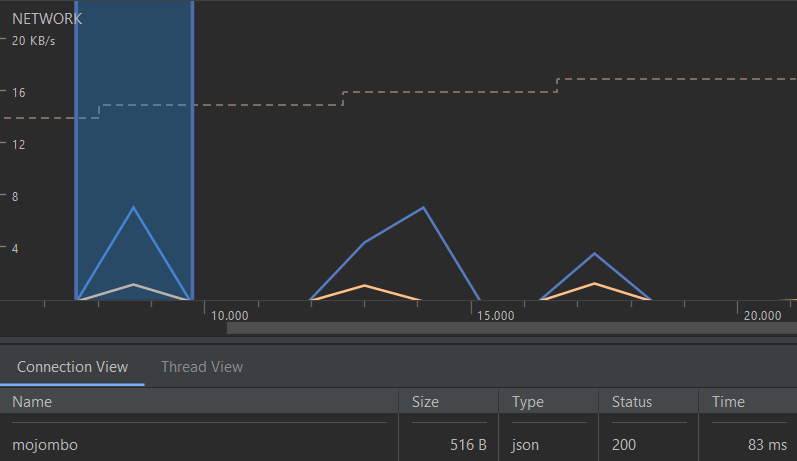 NETWORK
20 KB/s
16
12
8
4
10.000 15.000 20.000
Connection View Thread View
Name Size Type Status Time
mojombo 516 B json 200 83 ms